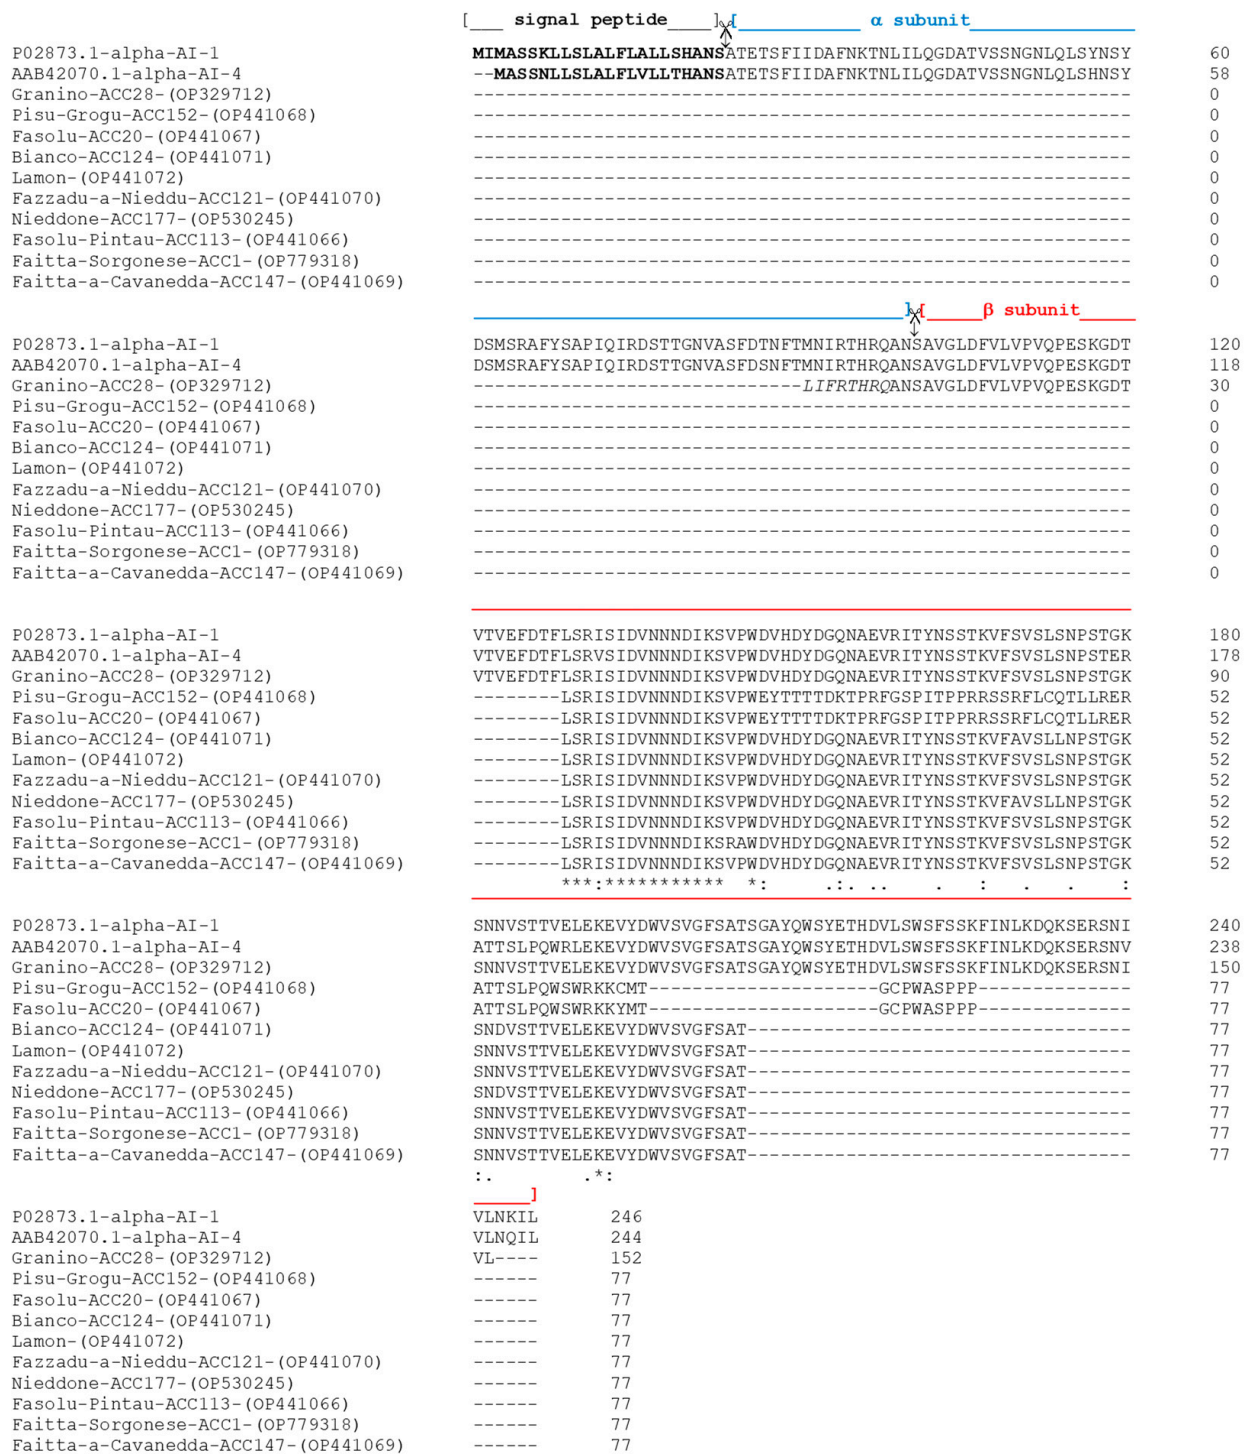 [___ signal peptide____] [___________ α subunit_______________
P02873.1-alpha-AI-1 MIMASSKLLSLALFLALLSHANSATETSFIIDAFNKTNLILQGDATVSSNGNLQLSYNSY 60
AAB42070.1-alpha-AI-4 --MASSNLLSLALFLVLLTHANSATETSFIIDAFNKTNLILQGDATVSSNGNLQLSHNSY 58
Granino-ACC28-(OP329712) ------------------------------------------------------------ 0
Pisu-Grogu-ACC152-(OP441068) ------------------------------------------------------------ 0
Fasolu-ACC20-(OP441067) ------------------------------------------------------------ 0
Bianco-ACC124-(OP441071) ------------------------------------------------------------ 0
Lamon-(OP441072) ------------------------------------------------------------ 0
Fazzadu-a-Nieddu-ACC121-(OP441070) ------------------------------------------------------------ 0
Nieddone-ACC177-(OP530245) ------------------------------------------------------------ 0
Fasolu-Pintau-ACC113-(OP441066) ------------------------------------------------------------ 0
Faitta-Sorgonese-ACC1-(OP779318) ------------------------------------------------------------ 0
Faitta-a-Cavanedda-ACC147-(OP441069) ------------------------------------------------------------ 0
_______________________________________] [_____β subunit_____
P02873.1-alpha-AI-1 DSMSRAFYSAPIQIRDSTTGNVASFDTNFTMNIRTHRQANSAVGLDFVLVPVQPESKGDT 120
AAB42070.1-alpha-AI-4 DSMSRAFYSAPIQIRDSTTGNVASFDSNFTMNIRTHRQANSAVGLDFVLVPVQPESKGDT 118
Granino-ACC28-(OP329712) ------------------------------LIFRTHRQANSAVGLDFVLVPVQPESKGDT 30
Pisu-Grogu-ACC152-(OP441068) ------------------------------------------------------------ 0
Fasolu-ACC20-(OP441067) ------------------------------------------------------------ 0
Bianco-ACC124-(OP441071) ------------------------------------------------------------ 0
Lamon-(OP441072) ------------------------------------------------------------ 0
Fazzadu-a-Nieddu-ACC121-(OP441070) ------------------------------------------------------------ 0
Nieddone-ACC177-(OP530245) ------------------------------------------------------------ 0
Fasolu-Pintau-ACC113-(OP441066) ------------------------------------------------------------ 0
Faitta-Sorgonese-ACC1-(OP779318) ------------------------------------------------------------ 0
Faitta-a-Cavanedda-ACC147-(OP441069) ------------------------------------------------------------ 0
P02873.1-alpha-AI-1 VTVEFDTFLSRISIDVNNNDIKSVPWDVHDYDGQNAEVRITYNSSTKVFSVSLSNPSTGK 180
AAB42070.1-alpha-AI-4 VTVEFDTFLSRVSIDVNNNDIKSVPWDVHDYDGQNAEVRITYNSSTKVFSVSLSNPSTER 178
Granino-ACC28-(OP329712) VTVEFDTFLSRISIDVNNNDIKSVPWDVHDYDGQNAEVRITYNSSTKVFSVSLSNPSTGK 90
Pisu-Grogu-ACC152-(OP441068) --------LSRISIDVNNNDIKSVPWEYTTTTDKTPRFGSPITPPRRSSRFLCQTLLRER 52
Fasolu-ACC20-(OP441067) --------LSRISIDVNNNDIKSVPWEYTTTTDKTPRFGSPITPPRRSSRFLCQTLLRER 52
Bianco-ACC124-(OP441071) --------LSRISIDVNNNDIKSVPWDVHDYDGQNAEVRITYNSSTKVFAVSLLNPSTGK 52
Lamon-(OP441072) --------LSRISIDVNNNDIKSVPWDVHDYDGQNAEVRITYNSSTKVFSVSLSNPSTGK 52
Fazzadu-a-Nieddu-ACC121-(OP441070) --------LSRISIDVNNNDIKSVPWDVHDYDGQNAEVRITYNSSTKVFSVSLSNPSTGK 52
Nieddone-ACC177-(OP530245) --------LSRISIDVNNNDIKSVPWDVHDYDGQNAEVRITYNSSTKVFAVSLLNPSTGK 52
Fasolu-Pintau-ACC113-(OP441066) --------LSRISIDVNNNDIKSVPWDVHDYDGQNAEVRITYNSSTKVFSVSLSNPSTGK 52
Faitta-Sorgonese-ACC1-(OP779318) --------LSRISIDVNNNDIKSRAWDVHDYDGQNAEVRITYNSSTKVFSVSLSNPSTGK 52
Faitta-a-Cavanedda-ACC147-(OP441069) --------LSRISIDVNNNDIKSVPWDVHDYDGQNAEVRITYNSSTKVFSVSLSNPSTGK 52
***:***********  *:      .:. ..    .   :   .   .    :
P02873.1-alpha-AI-1 SNNVSTTVELEKEVYDWVSVGFSATSGAYQWSYETHDVLSWSFSSKFINLKDQKSERSNI 240
AAB42070.1-alpha-AI-4 ATTSLPQWRLEKEVYDWVSVGFSATSGAYQWSYETHDVLSWSFSSKFINLKDQKSERSNV 238
Granino-ACC28-(OP329712) SNNVSTTVELEKEVYDWVSVGFSATSGAYQWSYETHDVLSWSFSSKFINLKDQKSERSNI 150
Pisu-Grogu-ACC152-(OP441068) ATTSLPQWSWRKKCMT---------------------GCPWASPPP-------------- 77
Fasolu-ACC20-(OP441067) ATTSLPQWSWRKKYMT---------------------GCPWASPPP-------------- 77
Bianco-ACC124-(OP441071) SNDVSTTVELEKEVYDWVSVGFSAT----------------------------------- 77
Lamon-(OP441072) SNNVSTTVELEKEVYDWVSVGFSAT----------------------------------- 77
Fazzadu-a-Nieddu-ACC121-(OP441070) SNNVSTTVELEKEVYDWVSVGFSAT----------------------------------- 77
Nieddone-ACC177-(OP530245) SNDVSTTVELEKEVYDWVSVGFSAT----------------------------------- 77
Fasolu-Pintau-ACC113-(OP441066) SNNVSTTVELEKEVYDWVSVGFSAT----------------------------------- 77
Faitta-Sorgonese-ACC1-(OP779318) SNNVSTTVELEKEVYDWVSVGFSAT----------------------------------- 77
Faitta-a-Cavanedda-ACC147-(OP441069) SNNVSTTVELEKEVYDWVSVGFSAT----------------------------------- 77
:.        .*:
_____]
P02873.1-alpha-AI-1 VLNKIL 246
AAB42070.1-alpha-AI-4 VLNQIL 244
Granino-ACC28-(OP329712) VL---- 152
Pisu-Grogu-ACC152-(OP441068) ------ 77
Fasolu-ACC20-(OP441067) ------ 77
Bianco-ACC124-(OP441071) ------ 77
Lamon-(OP441072) ------ 77
Fazzadu-a-Nieddu-ACC121-(OP441070) ------ 77
Nieddone-ACC177-(OP530245) ------ 77
Fasolu-Pintau-ACC113-(OP441066) ------ 77
Faitta-Sorgonese-ACC1-(OP779318) ------ 77
Faitta-a-Cavanedda-ACC147-(OP441069) ------ 77